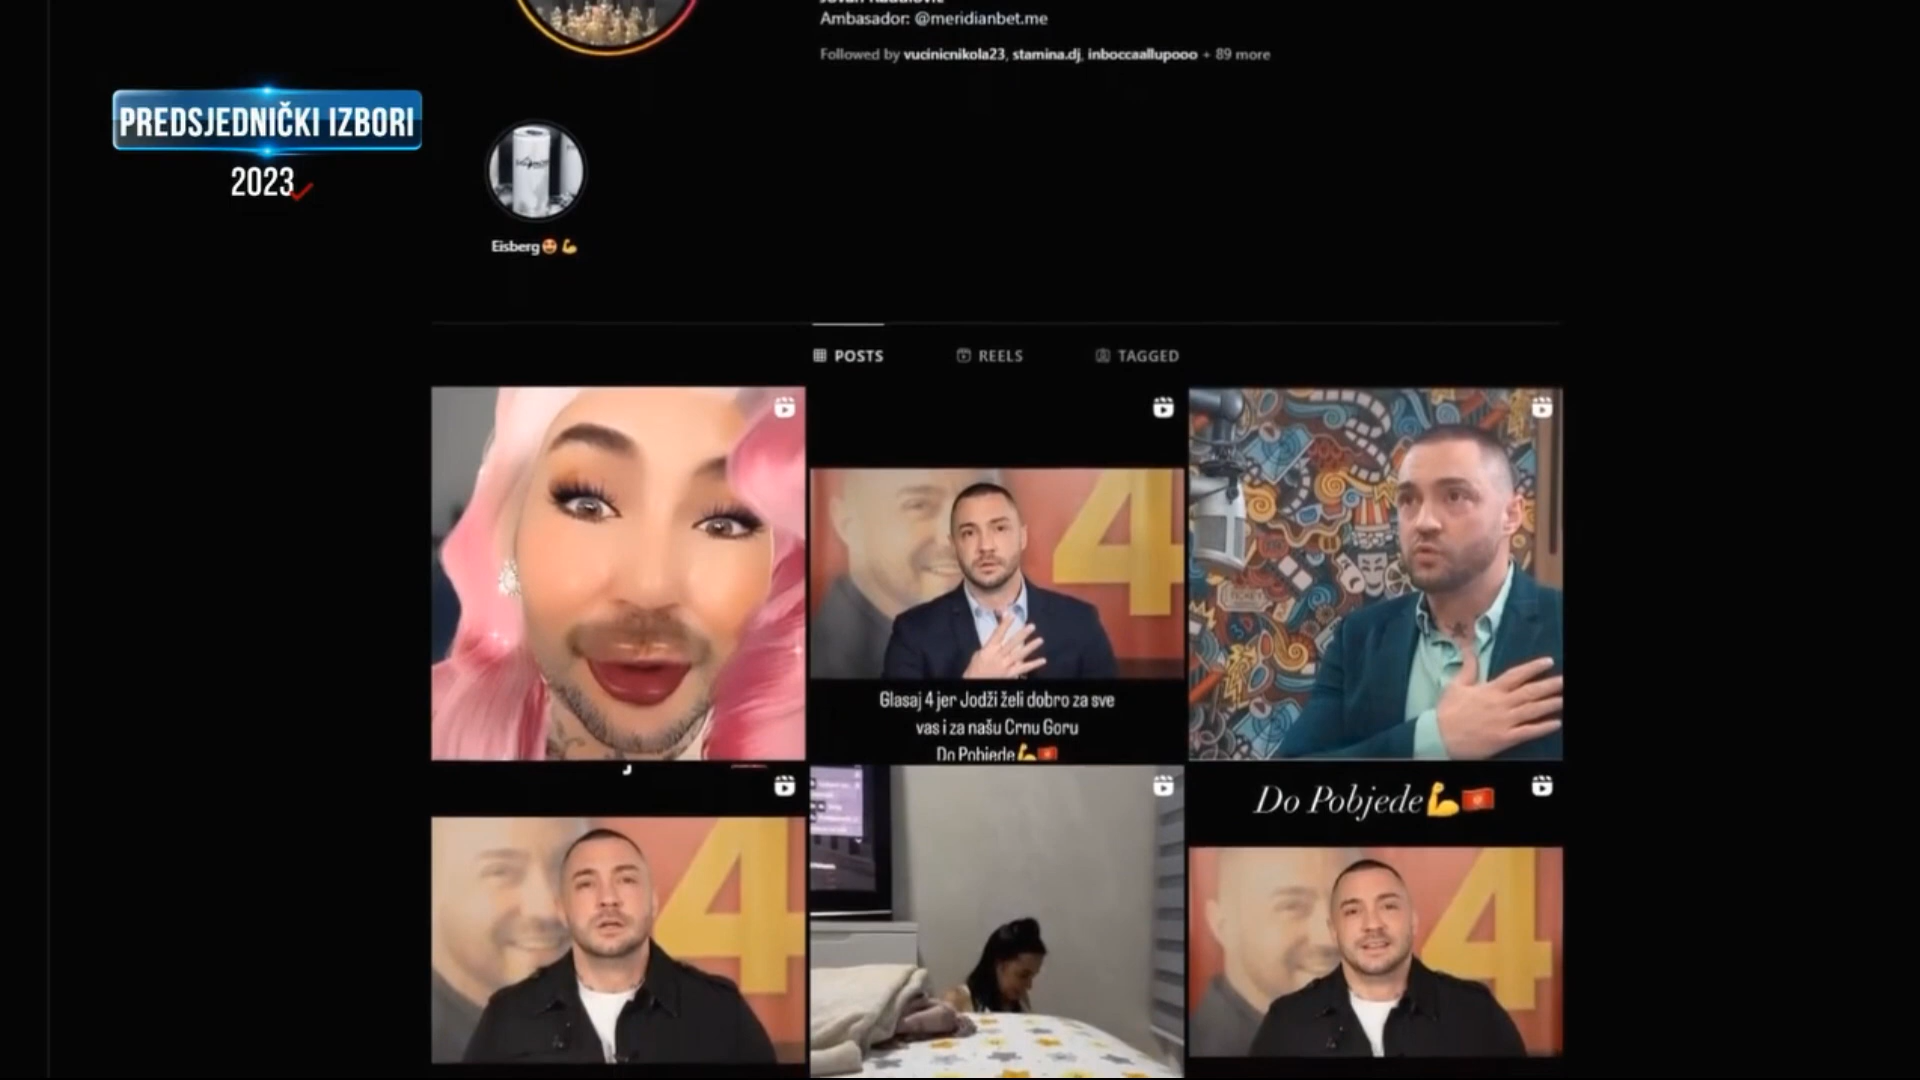 Jovan Radulović
Ambasador: @meridianbet.me
Followed by vucinicnikola23, stamina.dj, inboccaallupooo + 89 more
PREDSJEDNIČKI IZBORI
2023
Eisberg🤩💪
POSTS
REELS
TAGGED
4
Glasaj 4 jer Jodži želi dobro za sve
vas i za našu Crnu Goru
Do Pobjede💪🇲🇪
Do Pobjede💪🇲🇪
4
4